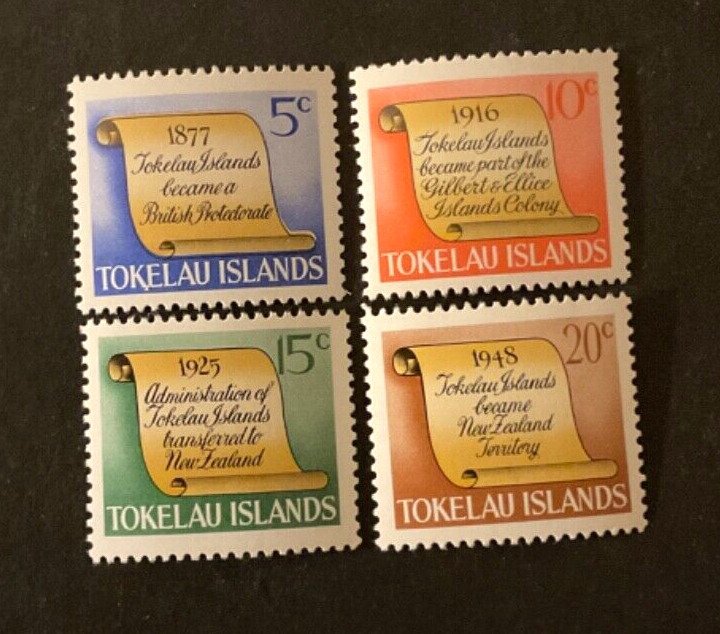 5c
1877
Tokelau Islands
became a
British Protectorate
TOKELAU ISLANDS
10c
1916
Tokelau Islands
became part of the
Gilbert & Ellice
Islands Colony
TOKELAU ISLANDS
15c
1925
Administration of
Tokelau Islands
transferred to
New Zealand
TOKELAU ISLANDS
20c
1948
Tokelau Islands
became
New Zealand
Territory
TOKELAU ISLANDS